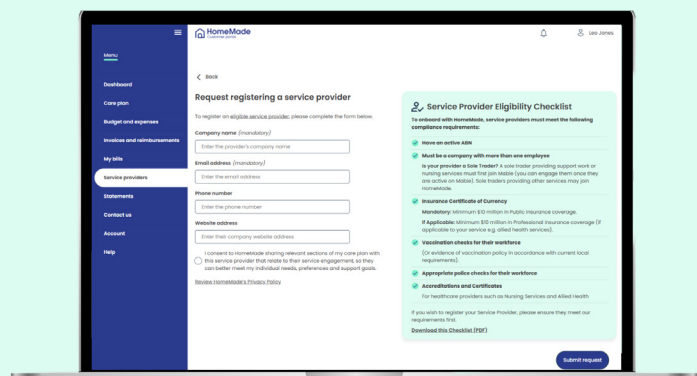 HomeMade
Customer portal
Leo Jones
Menu
Dashboard
Care plan
Budget and expenses
Invoices and reimbursements
My bills
Service providers
Statements
Contact us
Account
Help
Back
Request registering a service provider
To register an eligible service provider, please complete the form below.
Company name (mandatory)
Enter the provider's company name
Email address (mandatory)
Enter the email address
Phone number
Enter the phone number
Website address
Enter their company website address
I consent to HomeMade sharing relevant sections of my care plan with
this service provider that relate to their service engagement, so they
can better meet my individual needs, preferences and support goals.
Review HomeMade's Privacy Policy
Service Provider Eligibility Checklist
To onboard with HomeMade, service providers must meet the following
compliance requirements:
Have an active ABN
Must be a company with more than one employee
Is your provider a Sole Trader? A sole trader providing support work or
nursing services must first join Mable (you can engage them once they
are active on Mable). Sole traders providing other services may join
HomeMade.
Insurance Certificate of Currency
Mandatory: Minimum $10 million in Public Insurance coverage.
If Applicable: Minimum $10 million in Professional Insurance coverage (if
applicable to your service e.g. allied health services).
Vaccination checks for their workforce
(Or evidence of vaccination policy in accordance with current local
requirements).
Appropriate police checks for their workforce
Accreditations and Certificates
For healthcare providers such as Nursing Services and Allied Health
If you wish to register your Service Provider, please ensure they meet our
requirements first.
Download this Checklist (PDF)
Submit request